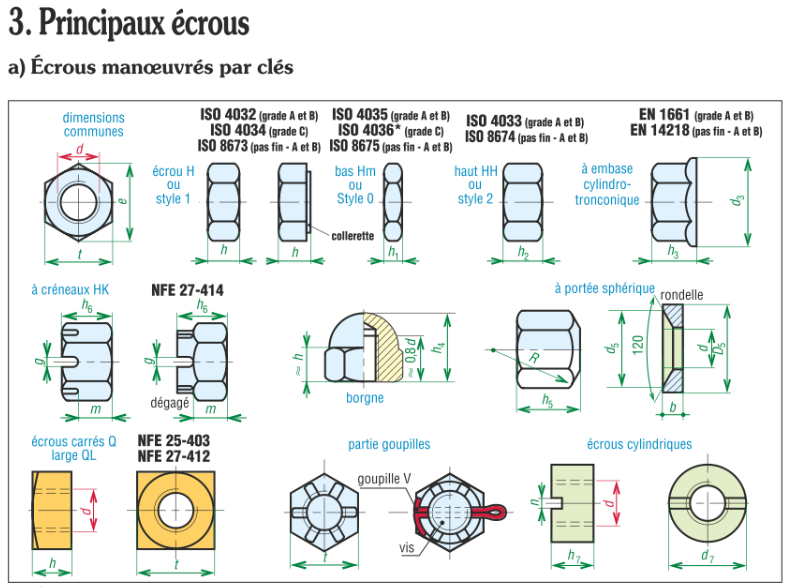 3. Principaux écrous
a) Écrous manœuvrés par clés
dimensions
communes
d
e
t
ISO 4032 (grade A et B)
ISO 4034 (grade C)
ISO 8673 (pas fin - A et B)
écrou H
ou
style 1
h
h
collerette
ISO 4035 (grade A et B)
ISO 4036* (grade C)
ISO 8675 (pas fin - A et B)
bas Hm
ou
Style 0
h1
ISO 4033 (grade A et B)
ISO 8674 (pas fin - A et B)
haut HH
ou
style 2
h2
EN 1661 (grade A et B)
EN 14218 (pas fin - A et B)
à embase
cylindro-
tronconique
d3
h3
à créneaux HK
h6
g
m
NFE 27-414
h6
g
dégagé
m
≈ h
≈ 0,8d
h4
borgne
à portée sphérique
rondelle
R
h5
d5
120
d
D5
b
écrous carrés Q
large QL
NFE 25-403
NFE 27-412
d
h
t
partie goupilles
goupille V
vis
t
écrous cylindriques
n
d
h7
d7